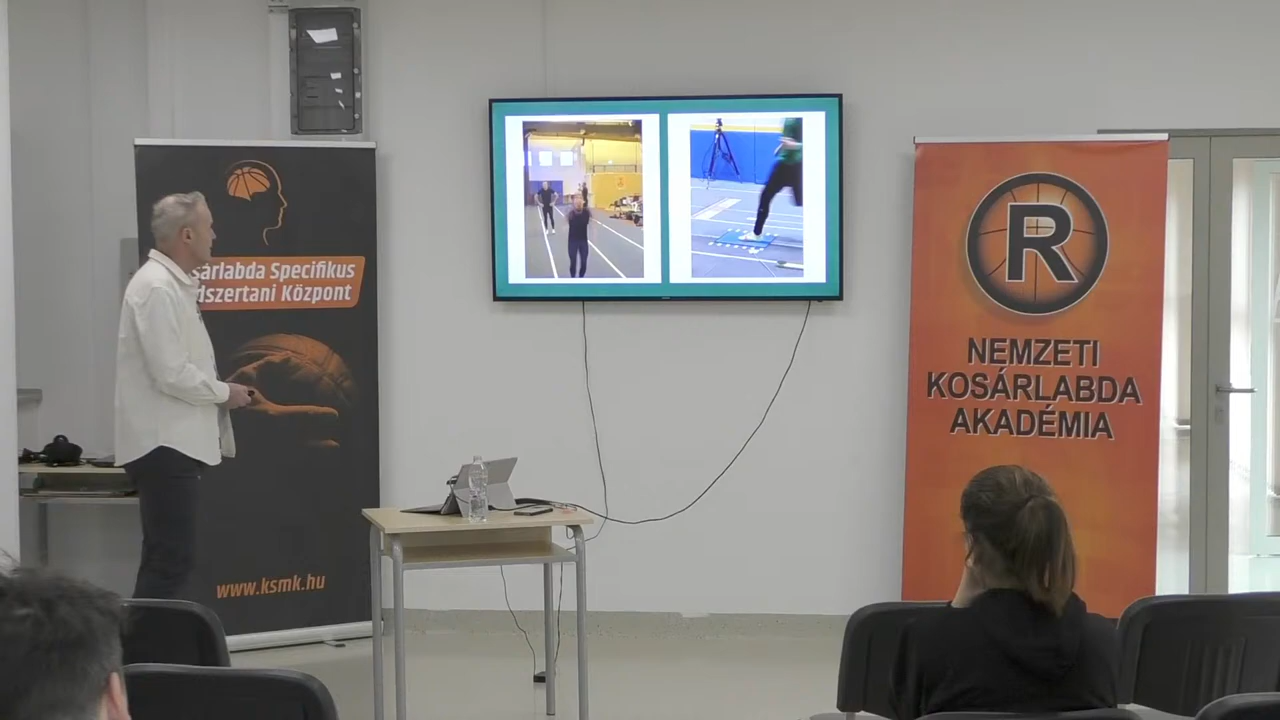 sárlabda Specifikus
dszertani Központ
www.ksmk.hu
R
NEMZETI
KOSÁRLABDA
AKADÉMIA